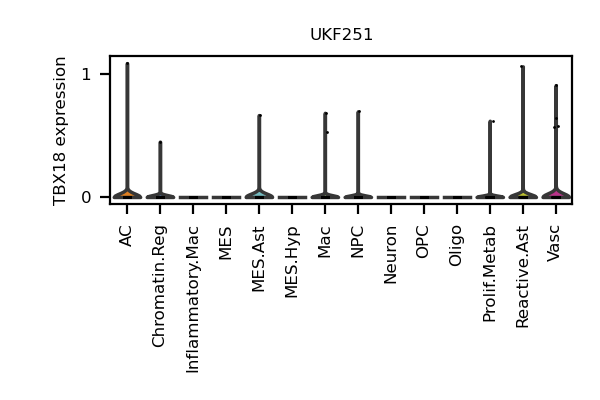 UKF251
TBX18 expression
1
0
AC
Chromatin.Reg
Inflammatory.Mac
MES
MES.Ast
MES.Hyp
Mac
NPC
Neuron
OPC
Oligo
Prolif.Metab
Reactive.Ast
Vasc